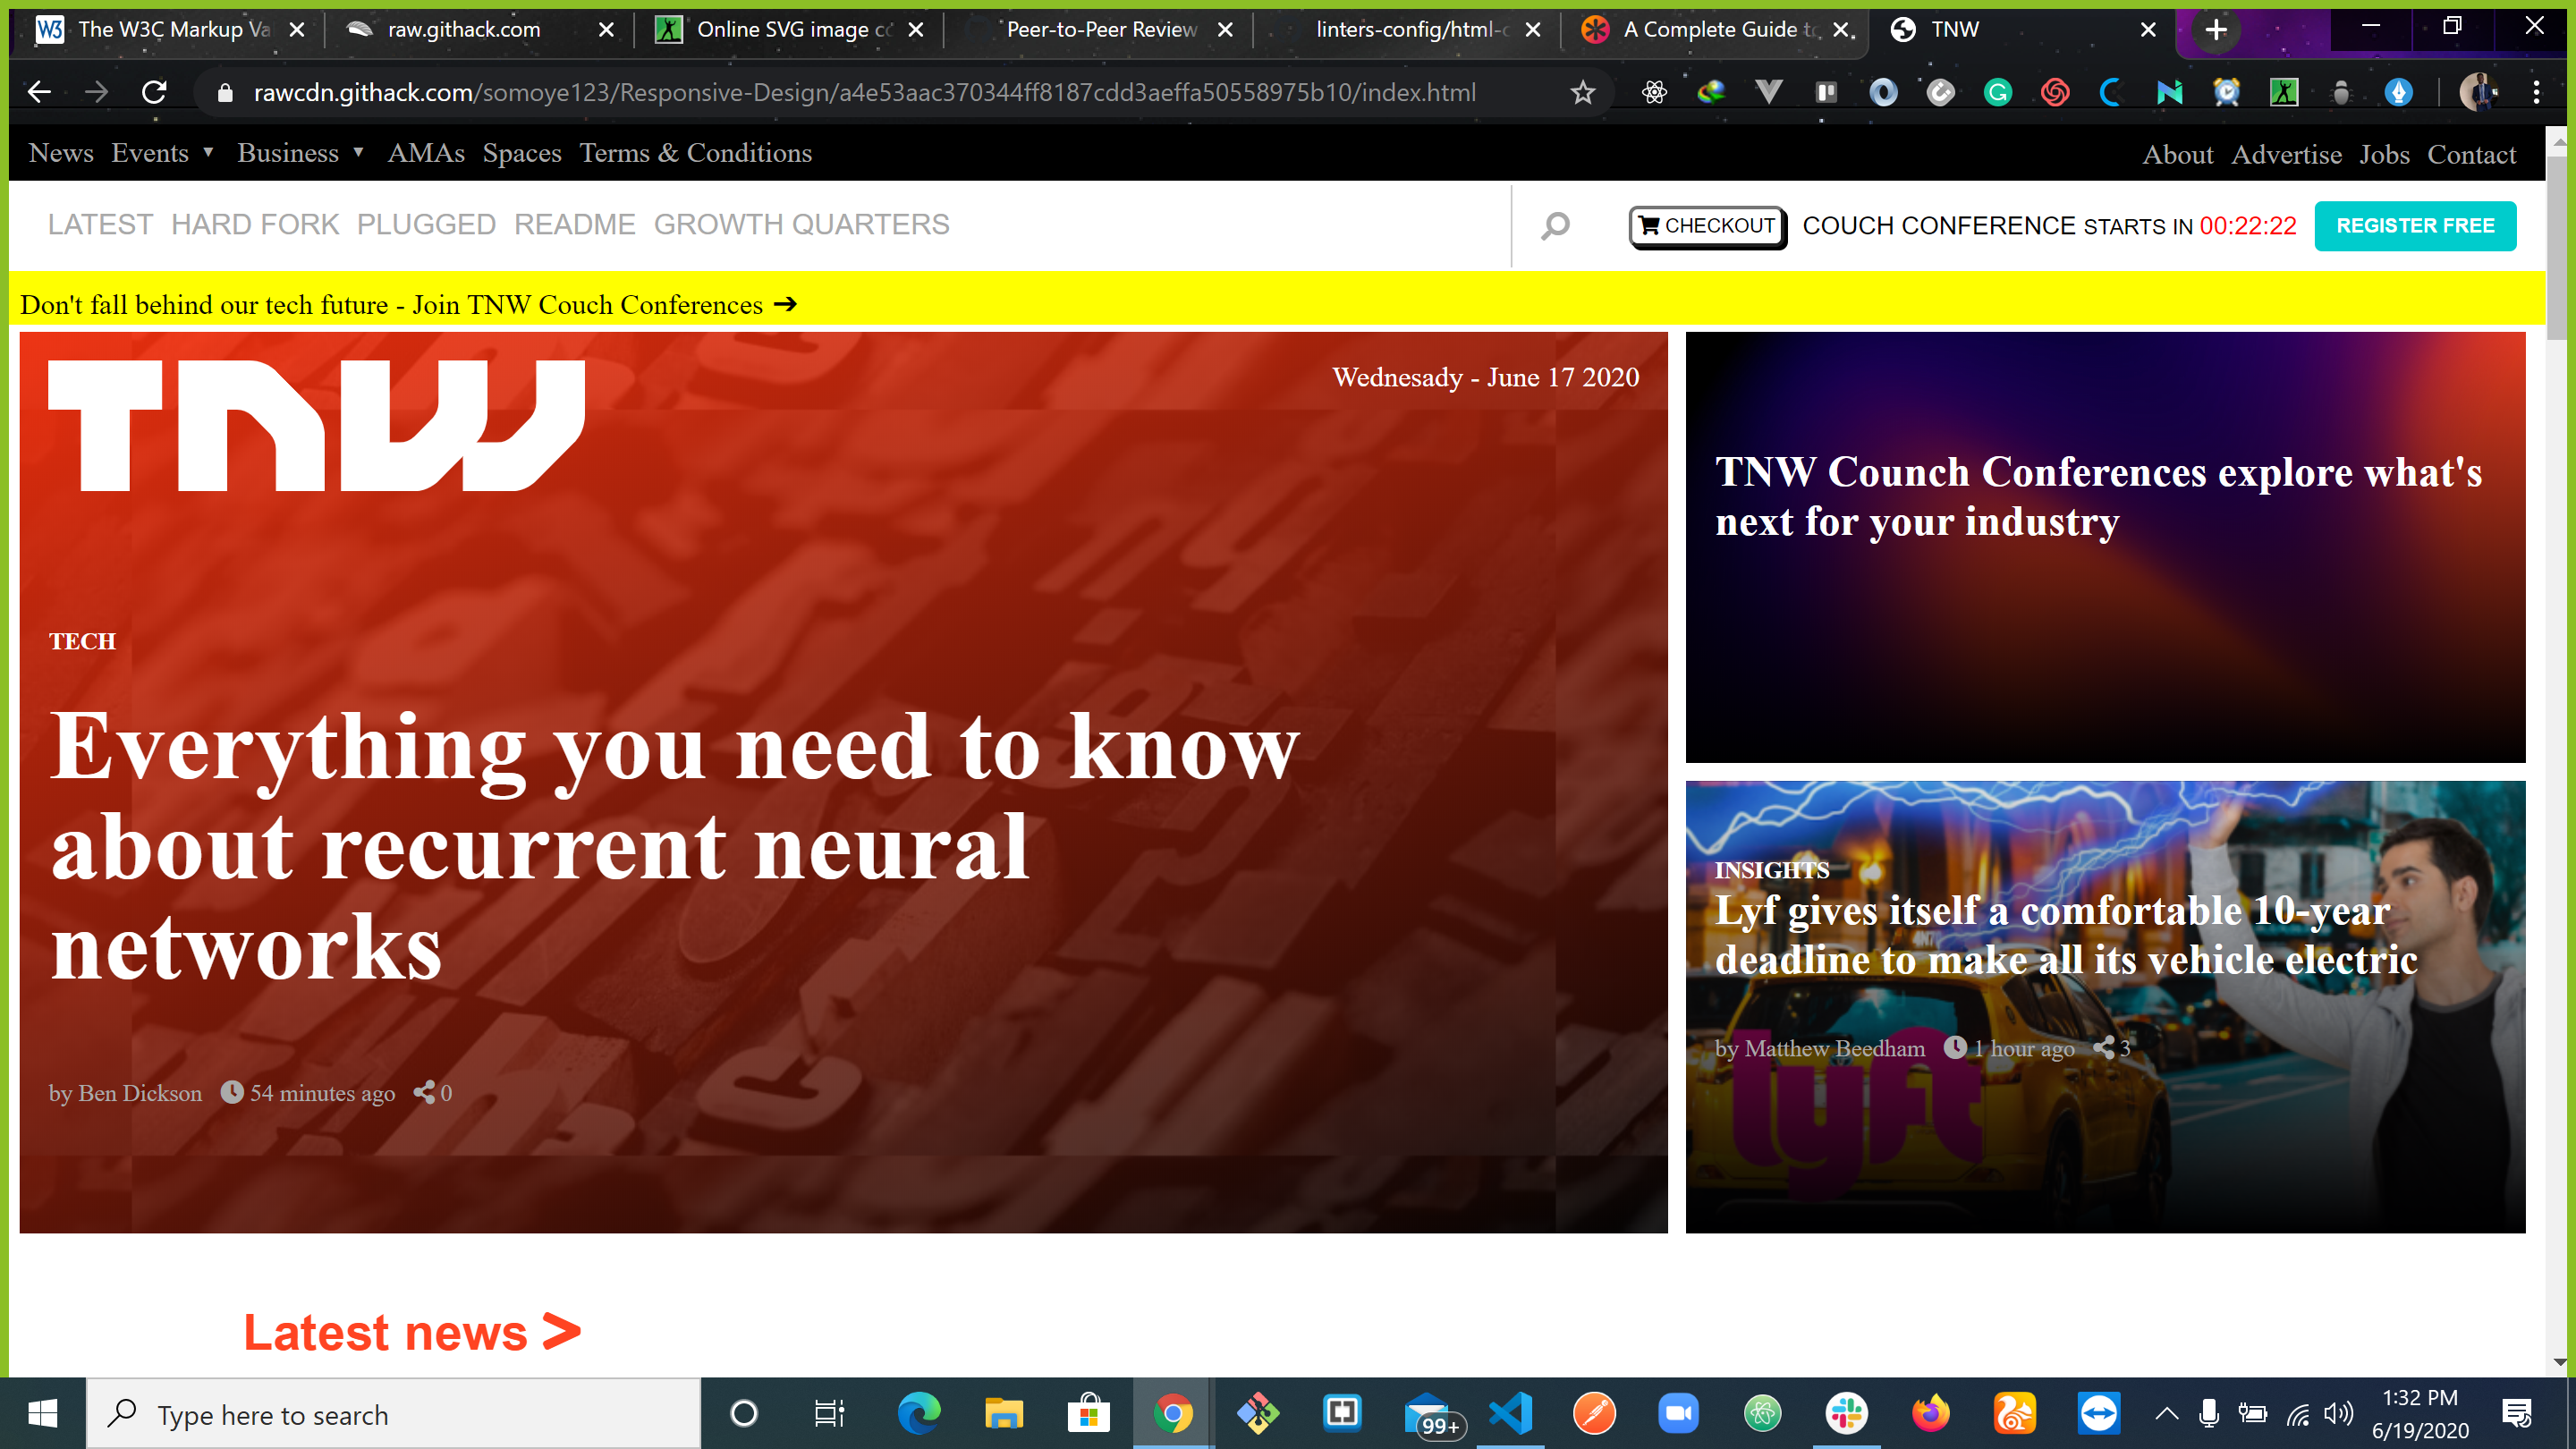 The W3C Markup Va
raw.githack.com
Online SVG image cc
Peer-to-Peer Review
linters-config/html-c
A Complete Guide to
TNW
rawcdn.githack.com/somoye123/Responsive-Design/a4e53aac370344ff8187cdd3aeffa50558975b10/index.html
News Events ▼ Business ▼ AMAs Spaces Terms & Conditions
About Advertise Jobs Contact
LATEST HARD FORK PLUGGED README GROWTH QUARTERS
CHECKOUT COUCH CONFERENCE STARTS IN 00:22:22 REGISTER FREE
Don't fall behind our tech future - Join TNW Couch Conferences ➔
TNW
Wednesady - June 17 2020
TECH
Everything you need to know
about recurrent neural
networks
by Ben Dickson 54 minutes ago 0
TNW Counch Conferences explore what's
next for your industry
INSIGHTS
Lyf gives itself a comfortable 10-year
deadline to make all its vehicle electric
by Matthew Beedham 1 hour ago 3
lyft
Latest news >
Type here to search
99+
1:32 PM
6/19/2020